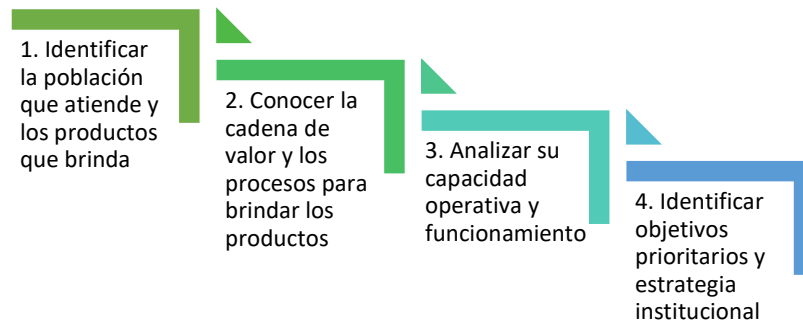 1. Identificar
la población
que atiende y
los productos
que brinda
2. Conocer la
cadena de
valor y los
procesos para
brindar los
productos
3. Analizar su
capacidad
operativa y
funcionamiento
4. Identificar
objetivos
prioritarios y
estrategia
institucional